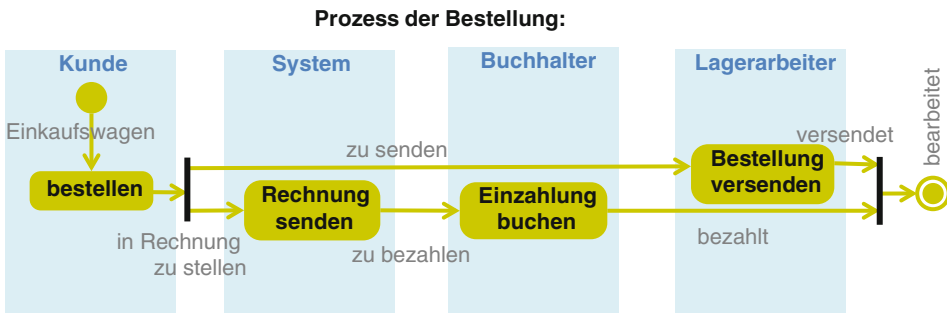 Prozess der Bestellung:
Kunde
System
Buchhalter
Lagerarbeiter
Einkaufswagen
bestellen
zu senden
in Rechnung
zu stellen
Rechnung
senden
zu bezahlen
Einzahlung
buchen
Bestellung
versenden
versendet
bezahlt
bearbeitet